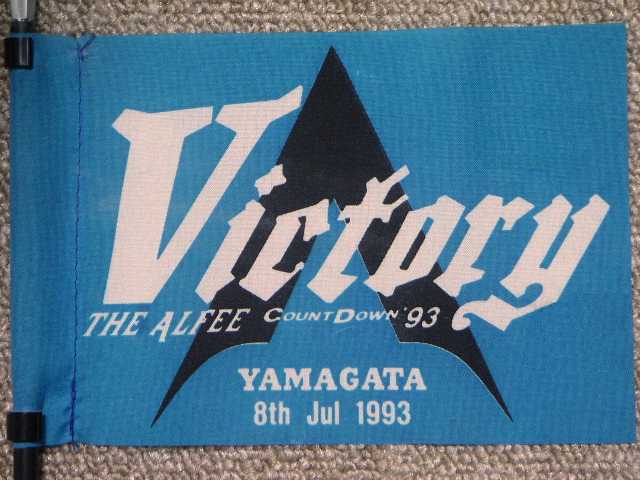 Victory
THE ALFEE COUNTDOWN '93
YAMAGATA
8th Jul 1993